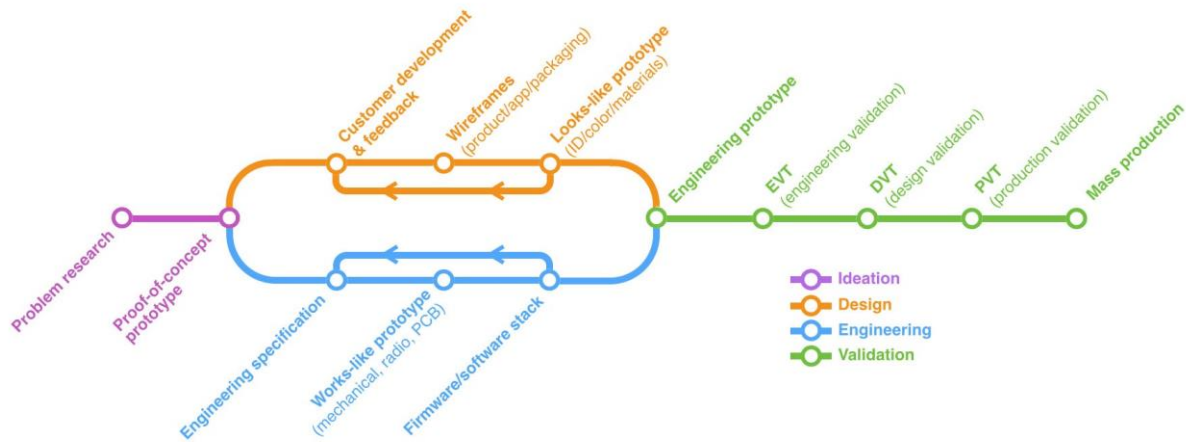 Problem research
Proof-of-concept
prototype
Customer development
& feedback
Wireframes
(product/app/packaging)
Looks-like prototype
(ID/color/materials)
Engineering specification
Works-like prototype
(mechanical, radio, PCB)
Firmware/software stack
Engineering prototype
EVT
(engineering validation)
DVT
(design validation)
PVT
(production validation)
Mass production
Ideation
Design
Engineering
Validation